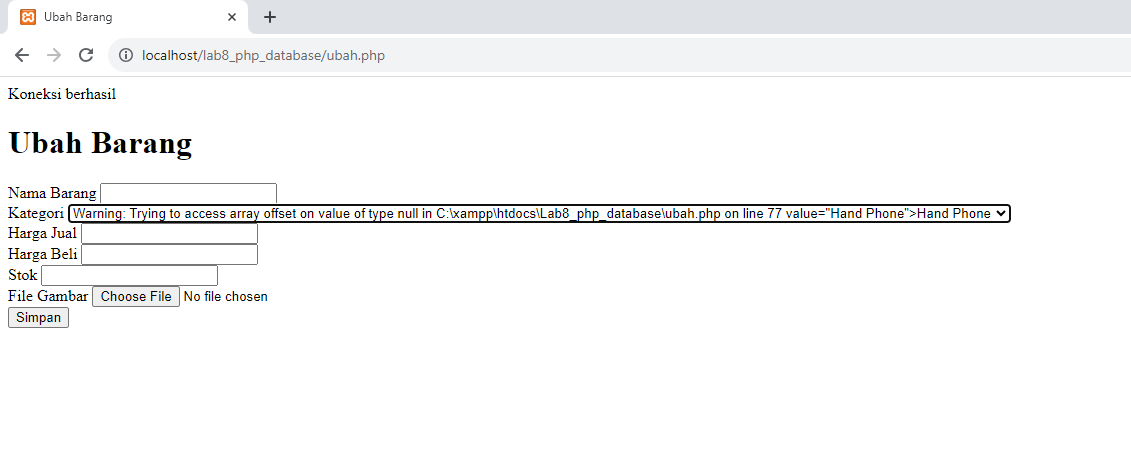 Ubah Barang
localhost/lab8_php_database/ubah.php
Koneksi berhasil
Ubah Barang
Nama Barang
Kategori Warning: Trying to access array offset on value of type null in C:\xampp\htdocs\Lab8_php_database\ubah.php on line 77 value="Hand Phone">Hand Phone
Harga Jual
Harga Beli
Stok
File Gambar Choose File No file chosen
Simpan